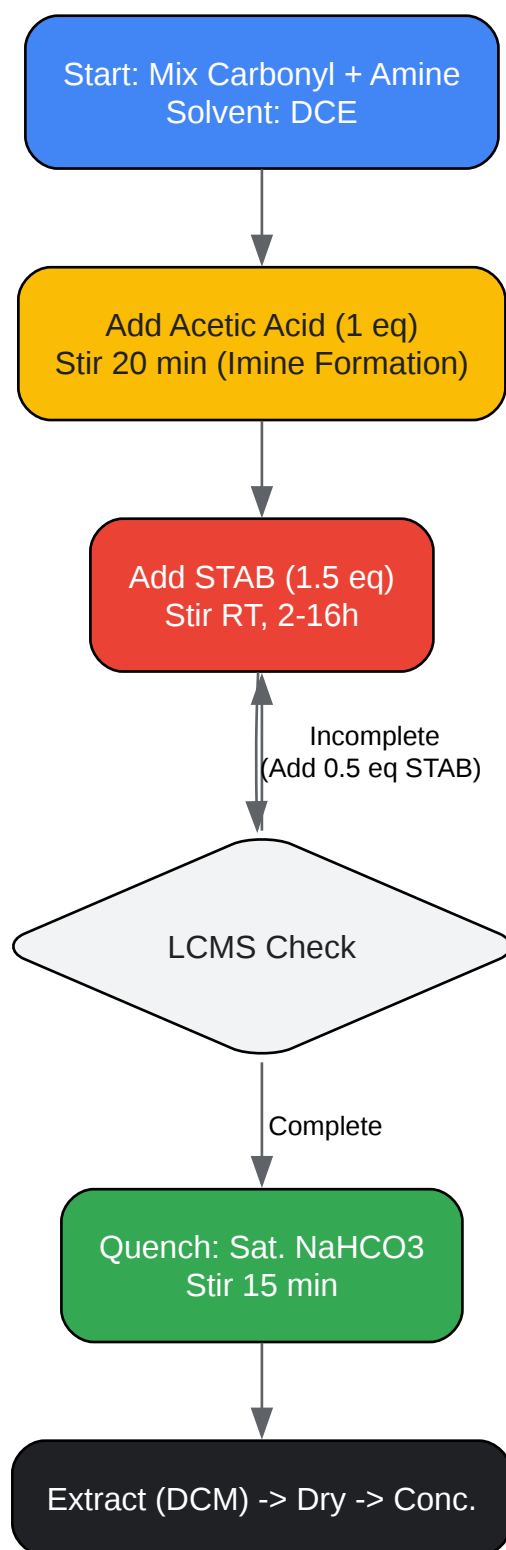 Start: Mix Carbonyl + Amine
Solvent: DCE
Add Acetic Acid (1 eq)
Stir 20 min (Imine Formation)
Add STAB (1.5 eq)
Stir RT, 2-16h
Incomplete
(Add 0.5 eq STAB)
LCMS Check
Complete
Quench: Sat. NaHCO3
Stir 15 min
Extract (DCM) -> Dry -> Conc.